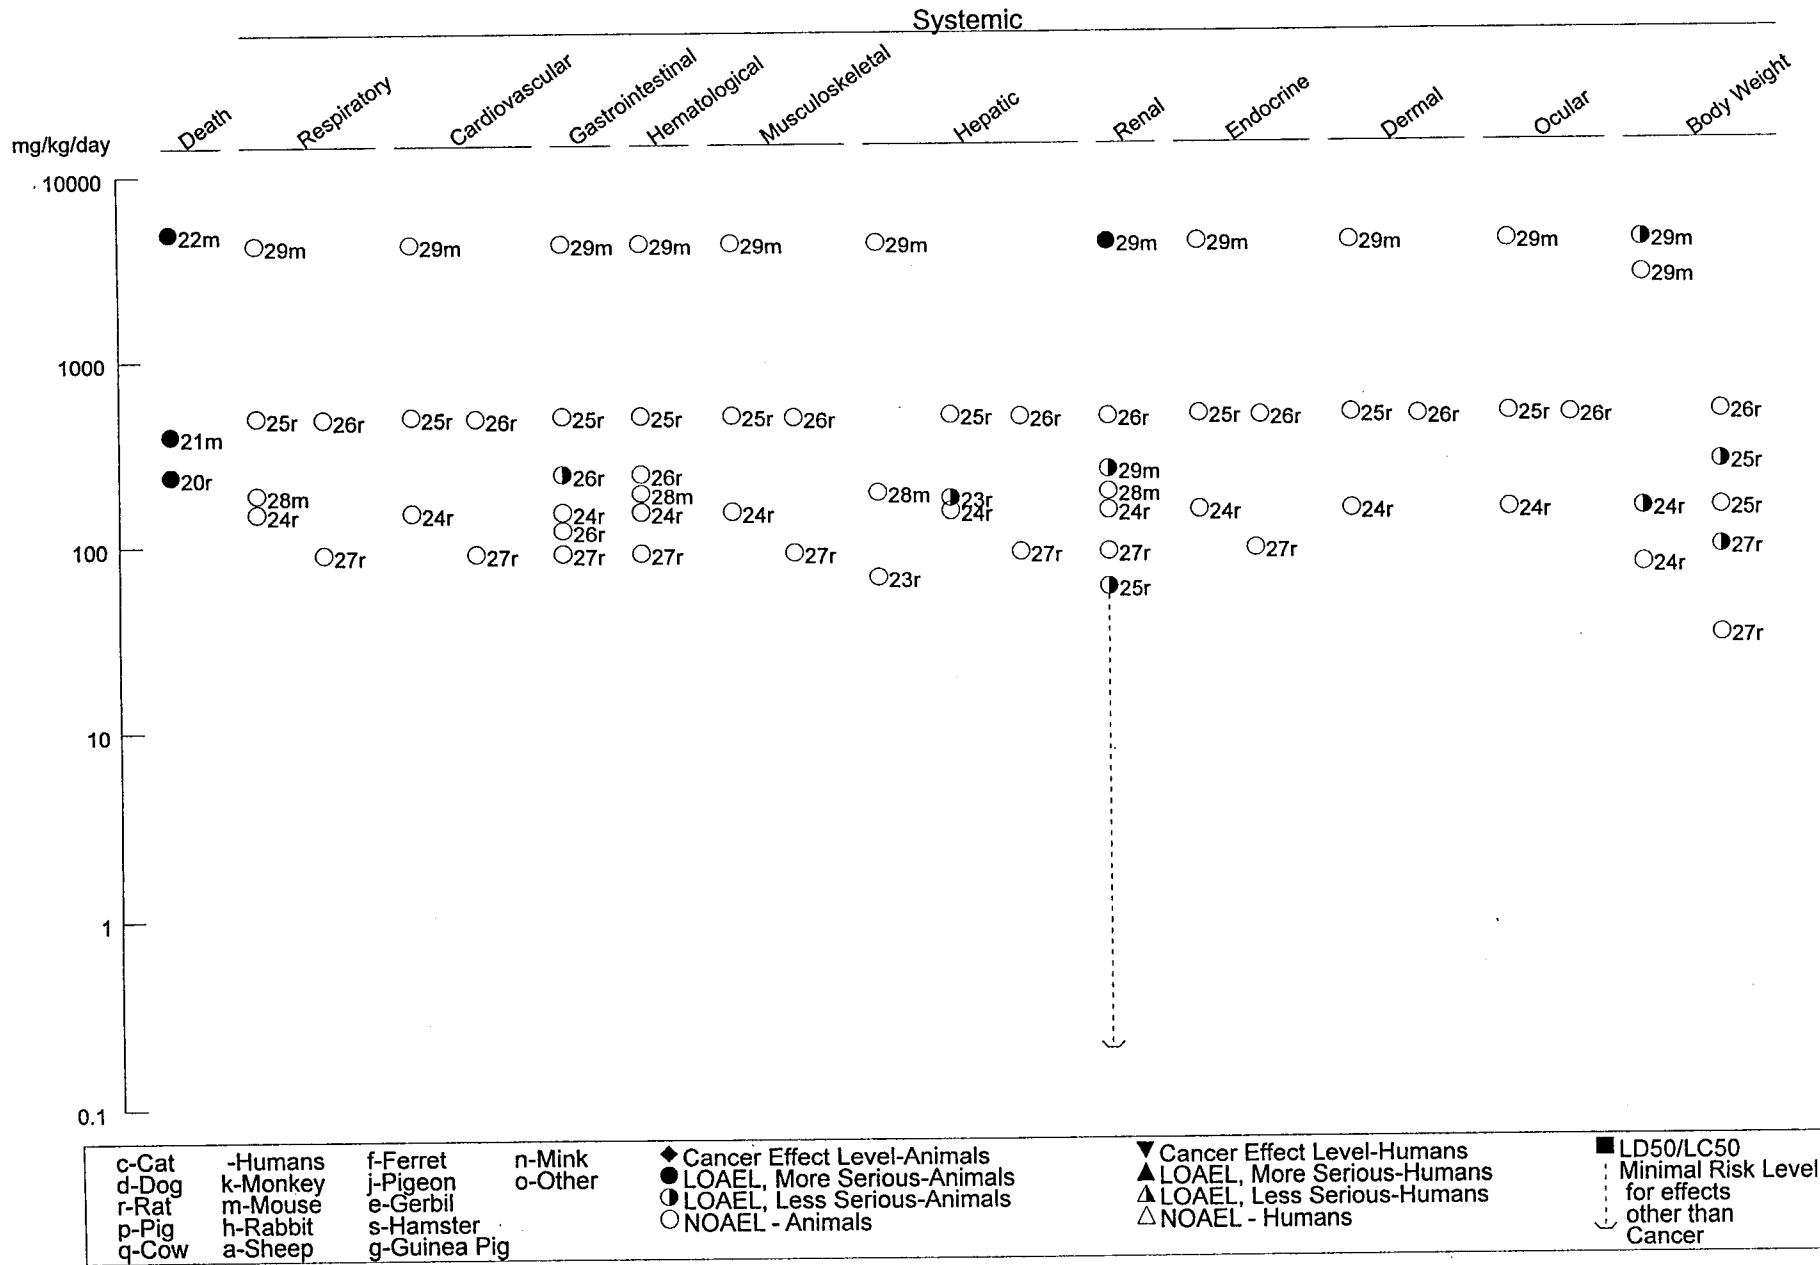 Systemic
Death Respiratory Cardiovascular Gastrointestinal Hematological Musculoskeletal Hepatic Renal Endocrine Dermal Ocular Body Weight
mg/kg/day
10000
22m 29m 29m 29m 29m 29m 29m 29m 29m 29m 29m 29m
29m
1000
25r 26r 25r 26r 25r 25r 25r 26r 25r 26r 26r 25r 26r 25r 26r 25r 26r 26r
21m
20r 26r 26r 29m 25r
28m 28m 28m 23r 28m
24r 24r 24r 24r 24r 24r 24r 24r 24r 24r 24r 25r
26r
100
27r 27r 27r 27r 27r 27r 27r 27r 27r
23r 25r 24r
27r
10
1
0.1
c-Cat -Humans f-Ferret n-Mink Cancer Effect Level-Animals Cancer Effect Level-Humans LD50/LC50
d-Dog k-Monkey j-Pigeon o-Other LOAEL, More Serious-Animals LOAEL, More Serious-Humans Minimal Risk Level
r-Rat m-Mouse e-Gerbil LOAEL, Less Serious-Animals LOAEL, Less Serious-Humans for effects
p-Pig h-Rabbit s-Hamster NOAEL - Animals NOAEL - Humans other than
q-Cow a-Sheep g-Guinea Pig Cancer